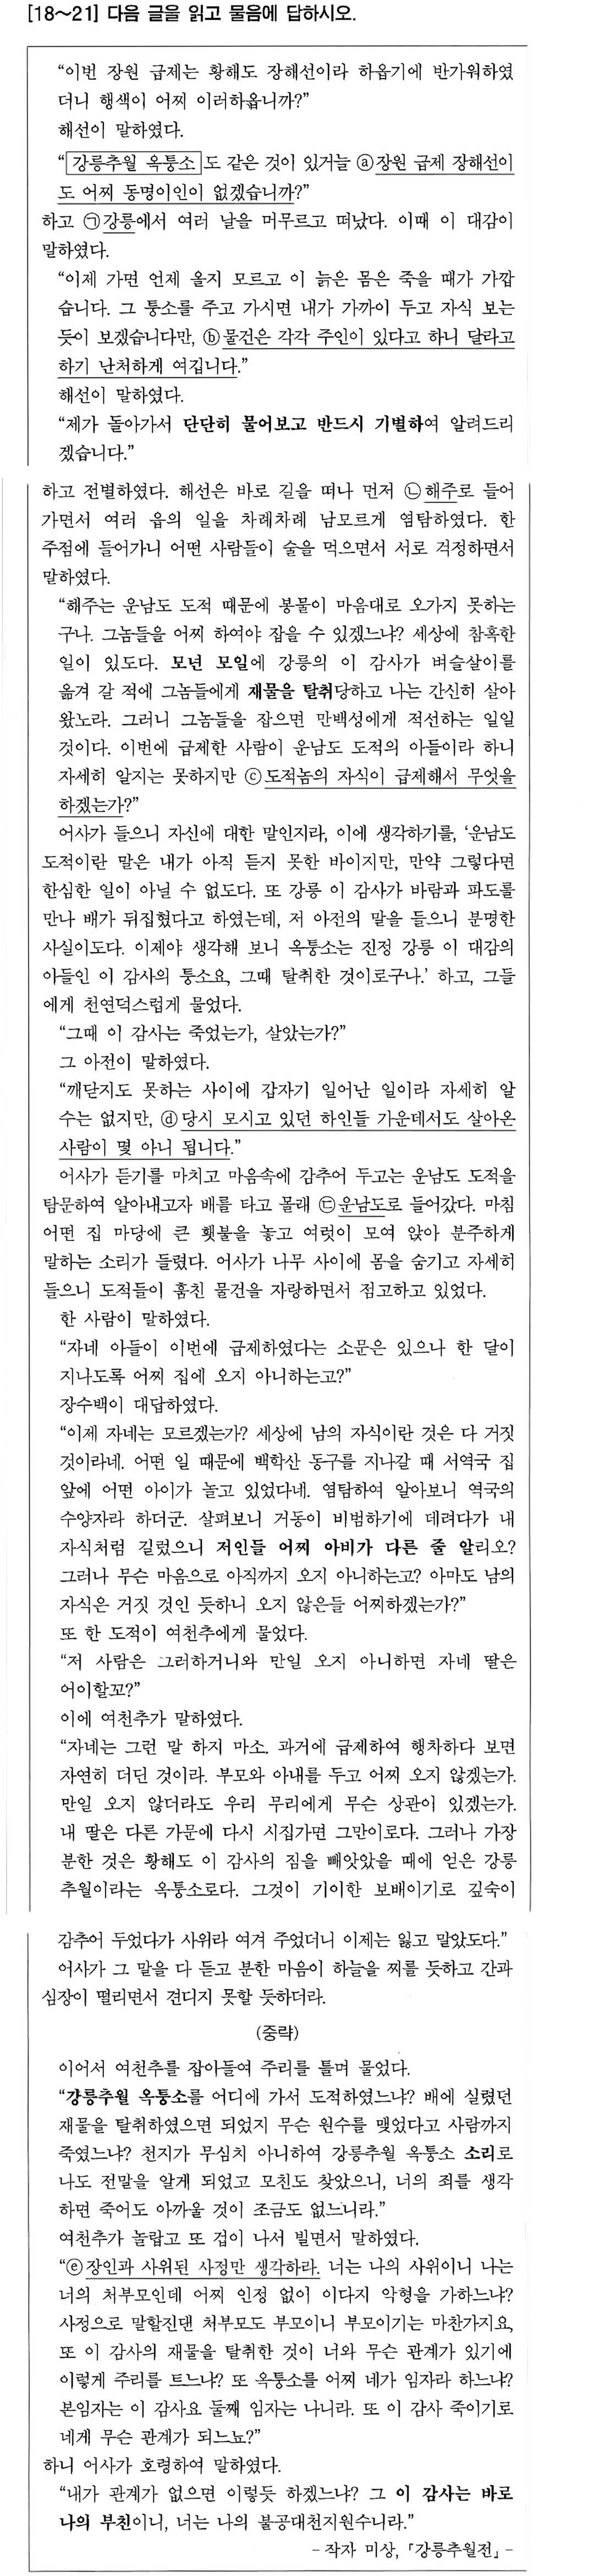 [18～21] 다음 글을 읽고 물음에 답하시오.
“이번 장원 급제는 황해도 장해선이라 하옵기에 반가워하였
더니 행색이 어찌 이러하옵니까?”
해선이 말하였다.
“강릉추월 옥퉁소도 같은 것이 있거늘 ⓐ장원 급제 장해선이
도 어찌 동명이인이 없겠습니까?”
하고 ㉠강릉에서 여러 날을 머무르고 떠났다. 이때 이 대감이
말하였다.
“이제 가면 언제 올지 모르고 이 늙은 몸은 죽을 때가 가깝
습니다. 그 퉁소를 주고 가시면 내가 가까이 두고 자식 보는
듯이 보겠습니다만, ⓑ물건은 각각 주인이 있다고 하니 달라고
하기 난처하게 여깁니다.”
해선이 말하였다.
“제가 돌아가서 단단히 물어보고 반드시 기별하여 알려드리
겠습니다.”
하고 전별하였다. 해선은 바로 길을 떠나 먼저 ㉡해주로 들어
가면서 여러 읍의 일을 차례차례 남모르게 염탐하였다. 한
주점에 들어가니 어떤 사람들이 술을 먹으면서 서로 걱정하면서
말하였다.
“해주는 운남도 도적 때문에 봉물이 마음대로 오가지 못하는
구나. 그놈들을 어찌 하여야 잡을 수 있겠느냐? 세상에 참혹한
일이 있도다. 모년 모일에 강릉의 이 감사가 벼슬살이를
옮겨 갈 적에 그놈들에게 재물을 탈취당하고 나는 간신히 살아
왔노라. 그러니 그놈들을 잡으면 만백성에게 적선하는 일일
것이다. 이번에 급제한 사람이 운남도 도적의 아들이라 하니
자세히 알지는 못하지만 ⓒ도적놈의 자식이 급제해서 무엇을
하겠는가?”
어사가 들으니 자신에 대한 말인지라, 이에 생각하기를, ‘운남도
도적이란 말은 내가 아직 듣지 못한 바이지만, 만약 그렇다면
한심한 일이 아닐 수 없도다. 또 강릉 이 감사가 바람과 파도를
만나 배가 뒤집혔다고 하였는데, 저 아전의 말을 들으니 분명한
사실이도다. 이제야 생각해 보니 옥퉁소는 진정 강릉 이 대감의
아들인 이 감사의 퉁소요, 그때 탈취한 것이로구나.’ 하고, 그들
에게 천연덕스럽게 물었다.
“그때 이 감사는 죽었는가, 살았는가?”
그 아전이 말하였다.
“깨닫지도 못하는 사이에 갑자기 일어난 일이라 자세히 알
수는 없지만, ⓓ당시 모시고 있던 하인들 가운데서도 살아온
사람이 몇 아니 됩니다.”
어사가 듣기를 마치고 마음속에 감추어 두고는 운남도 도적을
탐문하여 알아내고자 배를 타고 몰래 ㉢운남도로 들어갔다. 마침
어떤 집 마당에 큰 횃불을 놓고 여럿이 모여 앉아 분주하게
말하는 소리가 들렸다. 어사가 나무 사이에 몸을 숨기고 자세히
들으니 도적들이 훔친 물건을 자랑하면서 점고하고 있었다.
한 사람이 말하였다.
“자네 아들이 이번에 급제하였다는 소문은 있으나 한 달이
지나도록 어찌 집에 오지 아니하는고?”
장수백이 대답하였다.
“이제 자네는 모르겠는가? 세상에 남의 자식이란 것은 다 거짓
것이라네. 어떤 일 때문에 백학산 동구를 지나갈 때 서역국 집
앞에 어떤 아이가 놀고 있었다네. 염탐하여 알아보니 역국의
수양자라 하더군. 살펴보니 거동이 비범하기에 데려다가 내
자식처럼 길렀으니 저인들 어찌 아비가 다른 줄 알리오?
그러나 무슨 마음으로 아직까지 오지 아니하는고? 아마도 남의
자식은 거짓 것인 듯하니 오지 않은들 어찌하겠는가?”
또 한 도적이 여천추에게 물었다.
“저 사람은 그러하거니와 만일 오지 아니하면 자네 딸은
어이할꼬?”
이에 여천추가 말하였다.
“자네는 그런 말 하지 마소. 과거에 급제하여 행차하다 보면
자연히 더딘 것이라. 부모와 아내를 두고 어찌 오지 않겠는가.
만일 오지 않더라도 우리 무리에게 무슨 상관이 있겠는가.
내 딸은 다른 가문에 다시 시집가면 그만이로다. 그러나 가장
분한 것은 황해도 이 감사의 짐을 빼앗았을 때에 얻은 강릉
추월이라는 옥퉁소로다. 그것이 기이한 보배이기로 깊숙이
감추어 두었다가 사위라 여겨 주었더니 이제는 잃고 말았도다.”
어사가 그 말을 다 듣고 분한 마음이 하늘을 찌를 듯하고 간과
심장이 떨리면서 견디지 못할 듯하더라.
(중략)
이어서 여천추를 잡아들여 주리를 틀며 물었다.
“강릉추월 옥퉁소를 어디에 가서 도적하였느냐? 배에 실렸던
재물을 탈취하였으면 되었지 무슨 원수를 맺었다고 사람까지
죽였느냐? 천지가 무심치 아니하여 강릉추월 옥퉁소 소리로
나도 전말을 알게 되었고 모친도 찾았으니, 너의 죄를 생각
하면 죽어도 아까울 것이 조금도 없느니라.”
여천추가 놀랍고 또 겁이 나서 빌면서 말하였다.
“ⓔ장인과 사위된 사정만 생각하라. 너는 나의 사위이니 나는
너의 처부모인데 어찌 인정 없이 이다지 악형을 가하느냐?
사정으로 말할진댄 처부모도 부모이니 부모이기는 마찬가지요,
또 이 감사의 재물을 탈취한 것이 너와 무슨 관계가 있기에
이렇게 주리를 트느냐? 또 옥퉁소를 어찌 네가 임자라 하느냐?
본임자는 이 감사요 둘째 임자는 나니라. 또 이 감사 죽이기로
네게 무슨 관계가 되느뇨?”
하니 어사가 호령하여 말하였다.
“내가 관계가 없으면 이렇듯 하겠느냐? 그 이 감사는 바로
나의 부친이니, 너는 나의 불공대천지원수니라.”
- 작자 미상, 「강릉추월전」 -